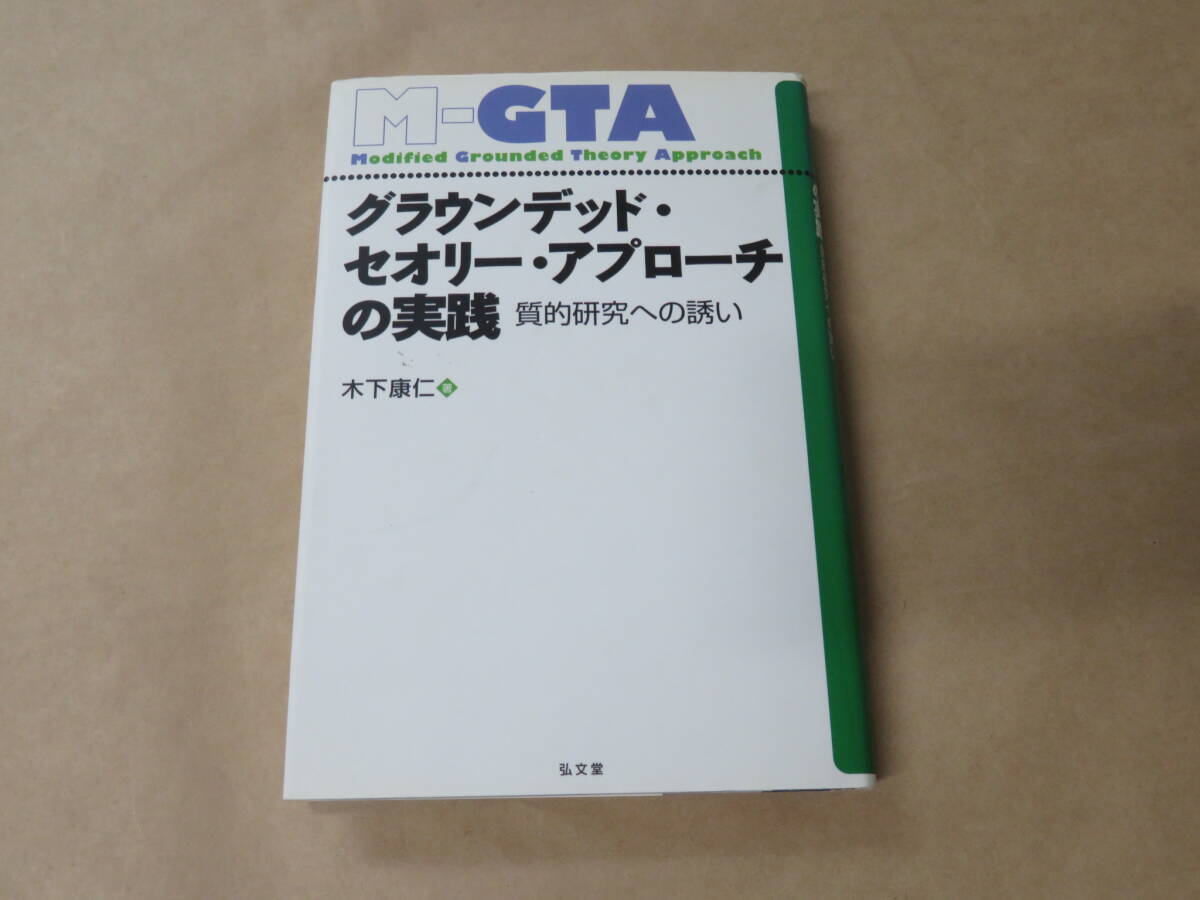 M-GTA
Modified Grounded Theory Approach
グラウンデッド・
セオリー・アプローチ
の実践 質的研究への誘い
木下康仁 著
弘文堂